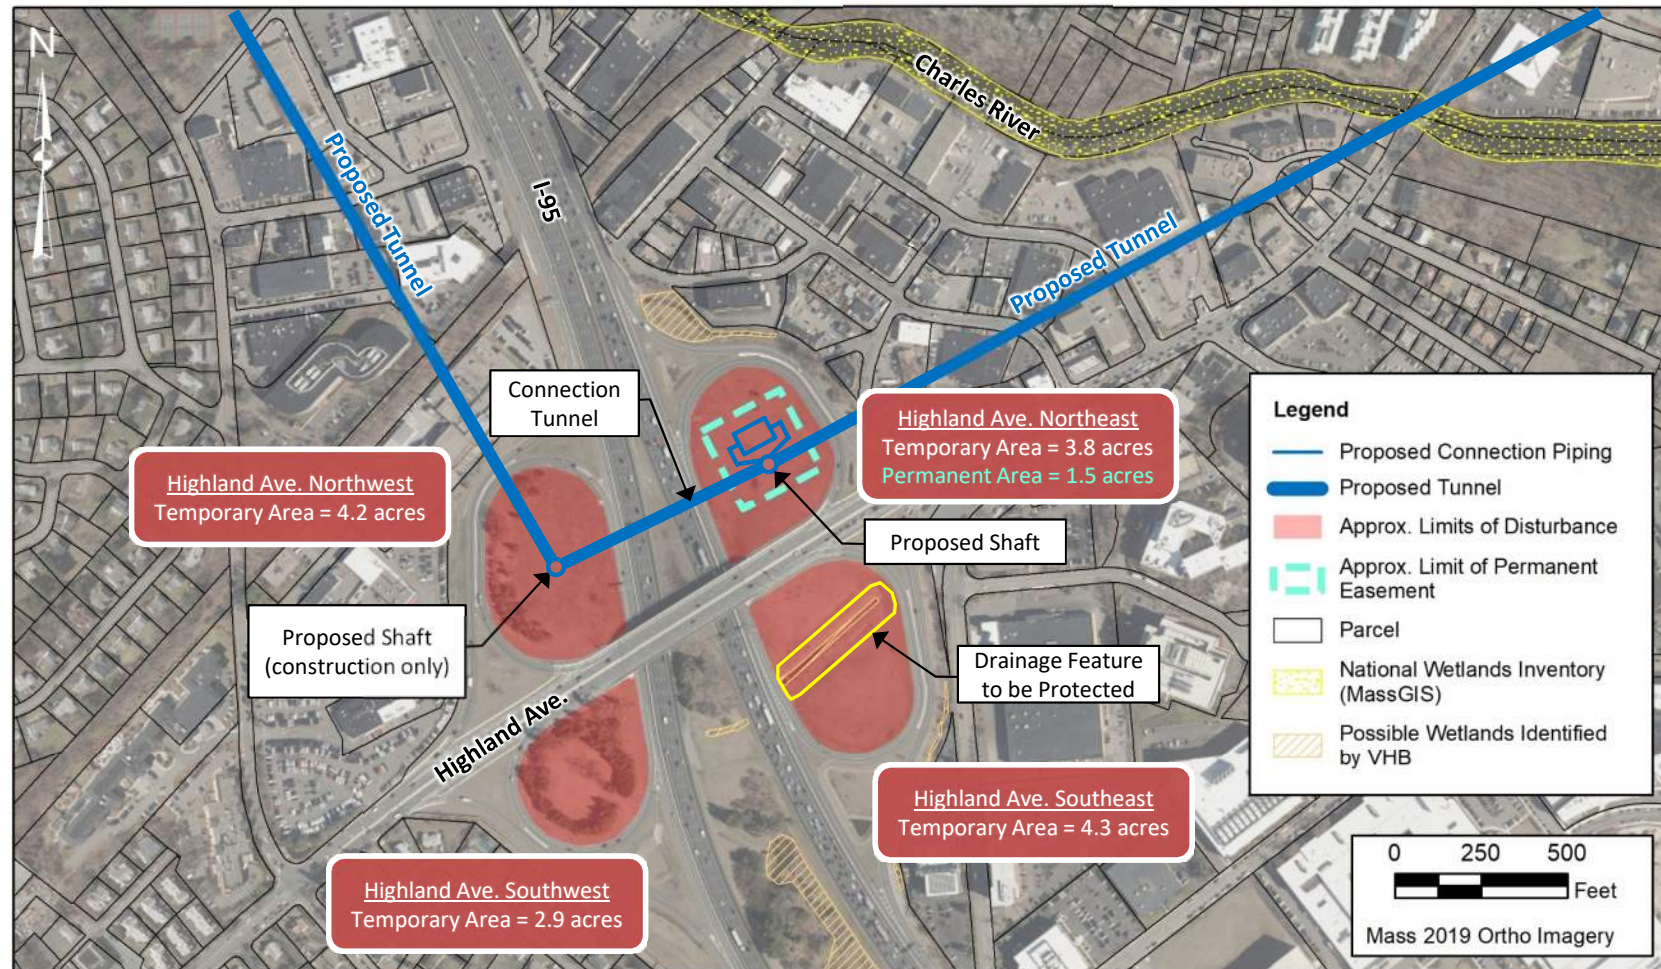 N
Charles River
Proposed Tunnel
I-95
Proposed Tunnel
Connection
Tunnel
Highland Ave. Northeast
Temporary Area = 3.8 acres
Permanent Area = 1.5 acres
Highland Ave. Northwest
Temporary Area = 4.2 acres
Proposed Shaft
Proposed Shaft
(construction only)
Drainage Feature
to be Protected
Highland Ave.
Highland Ave. Southeast
Temporary Area = 4.3 acres
Highland Ave. Southwest
Temporary Area = 2.9 acres
Legend
Proposed Connection Piping
Proposed Tunnel
Approx. Limits of Disturbance
Approx. Limit of Permanent
Easement
Parcel
National Wetlands Inventory
(MassGIS)
Possible Wetlands Identified
by VHB
0 250 500
Feet
Mass 2019 Ortho Imagery